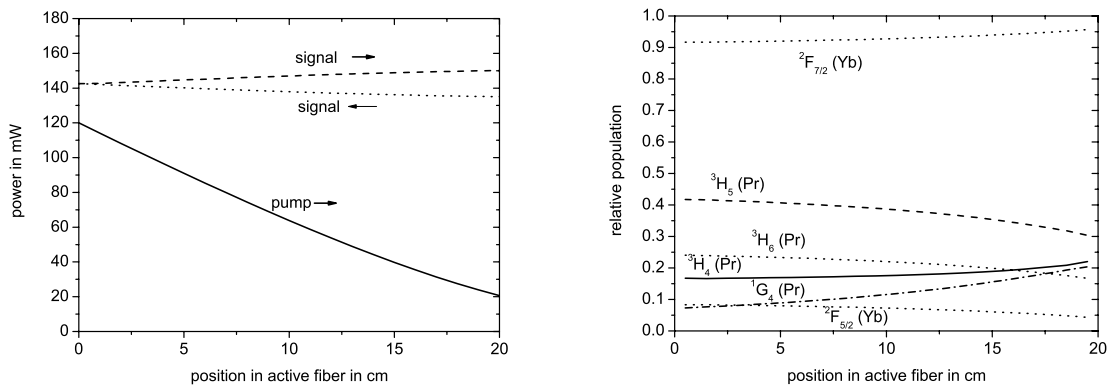 180
160
140
120
100
80
60
40
20
0
power in mW
signal
signal
pump
0 5 10 15 20
position in active fiber in cm
1.0
0.9
0.8
0.7
0.6
0.5
0.4
0.3
0.2
0.1
0.0
relative population
²F₇/₂ (Yb)
³H₅ (Pr)
³H₆ (Pr)
³H₄ (Pr)
¹G₄ (Pr)
²F₅/₂ (Yb)
0 5 10 15 20
position in active fiber in cm